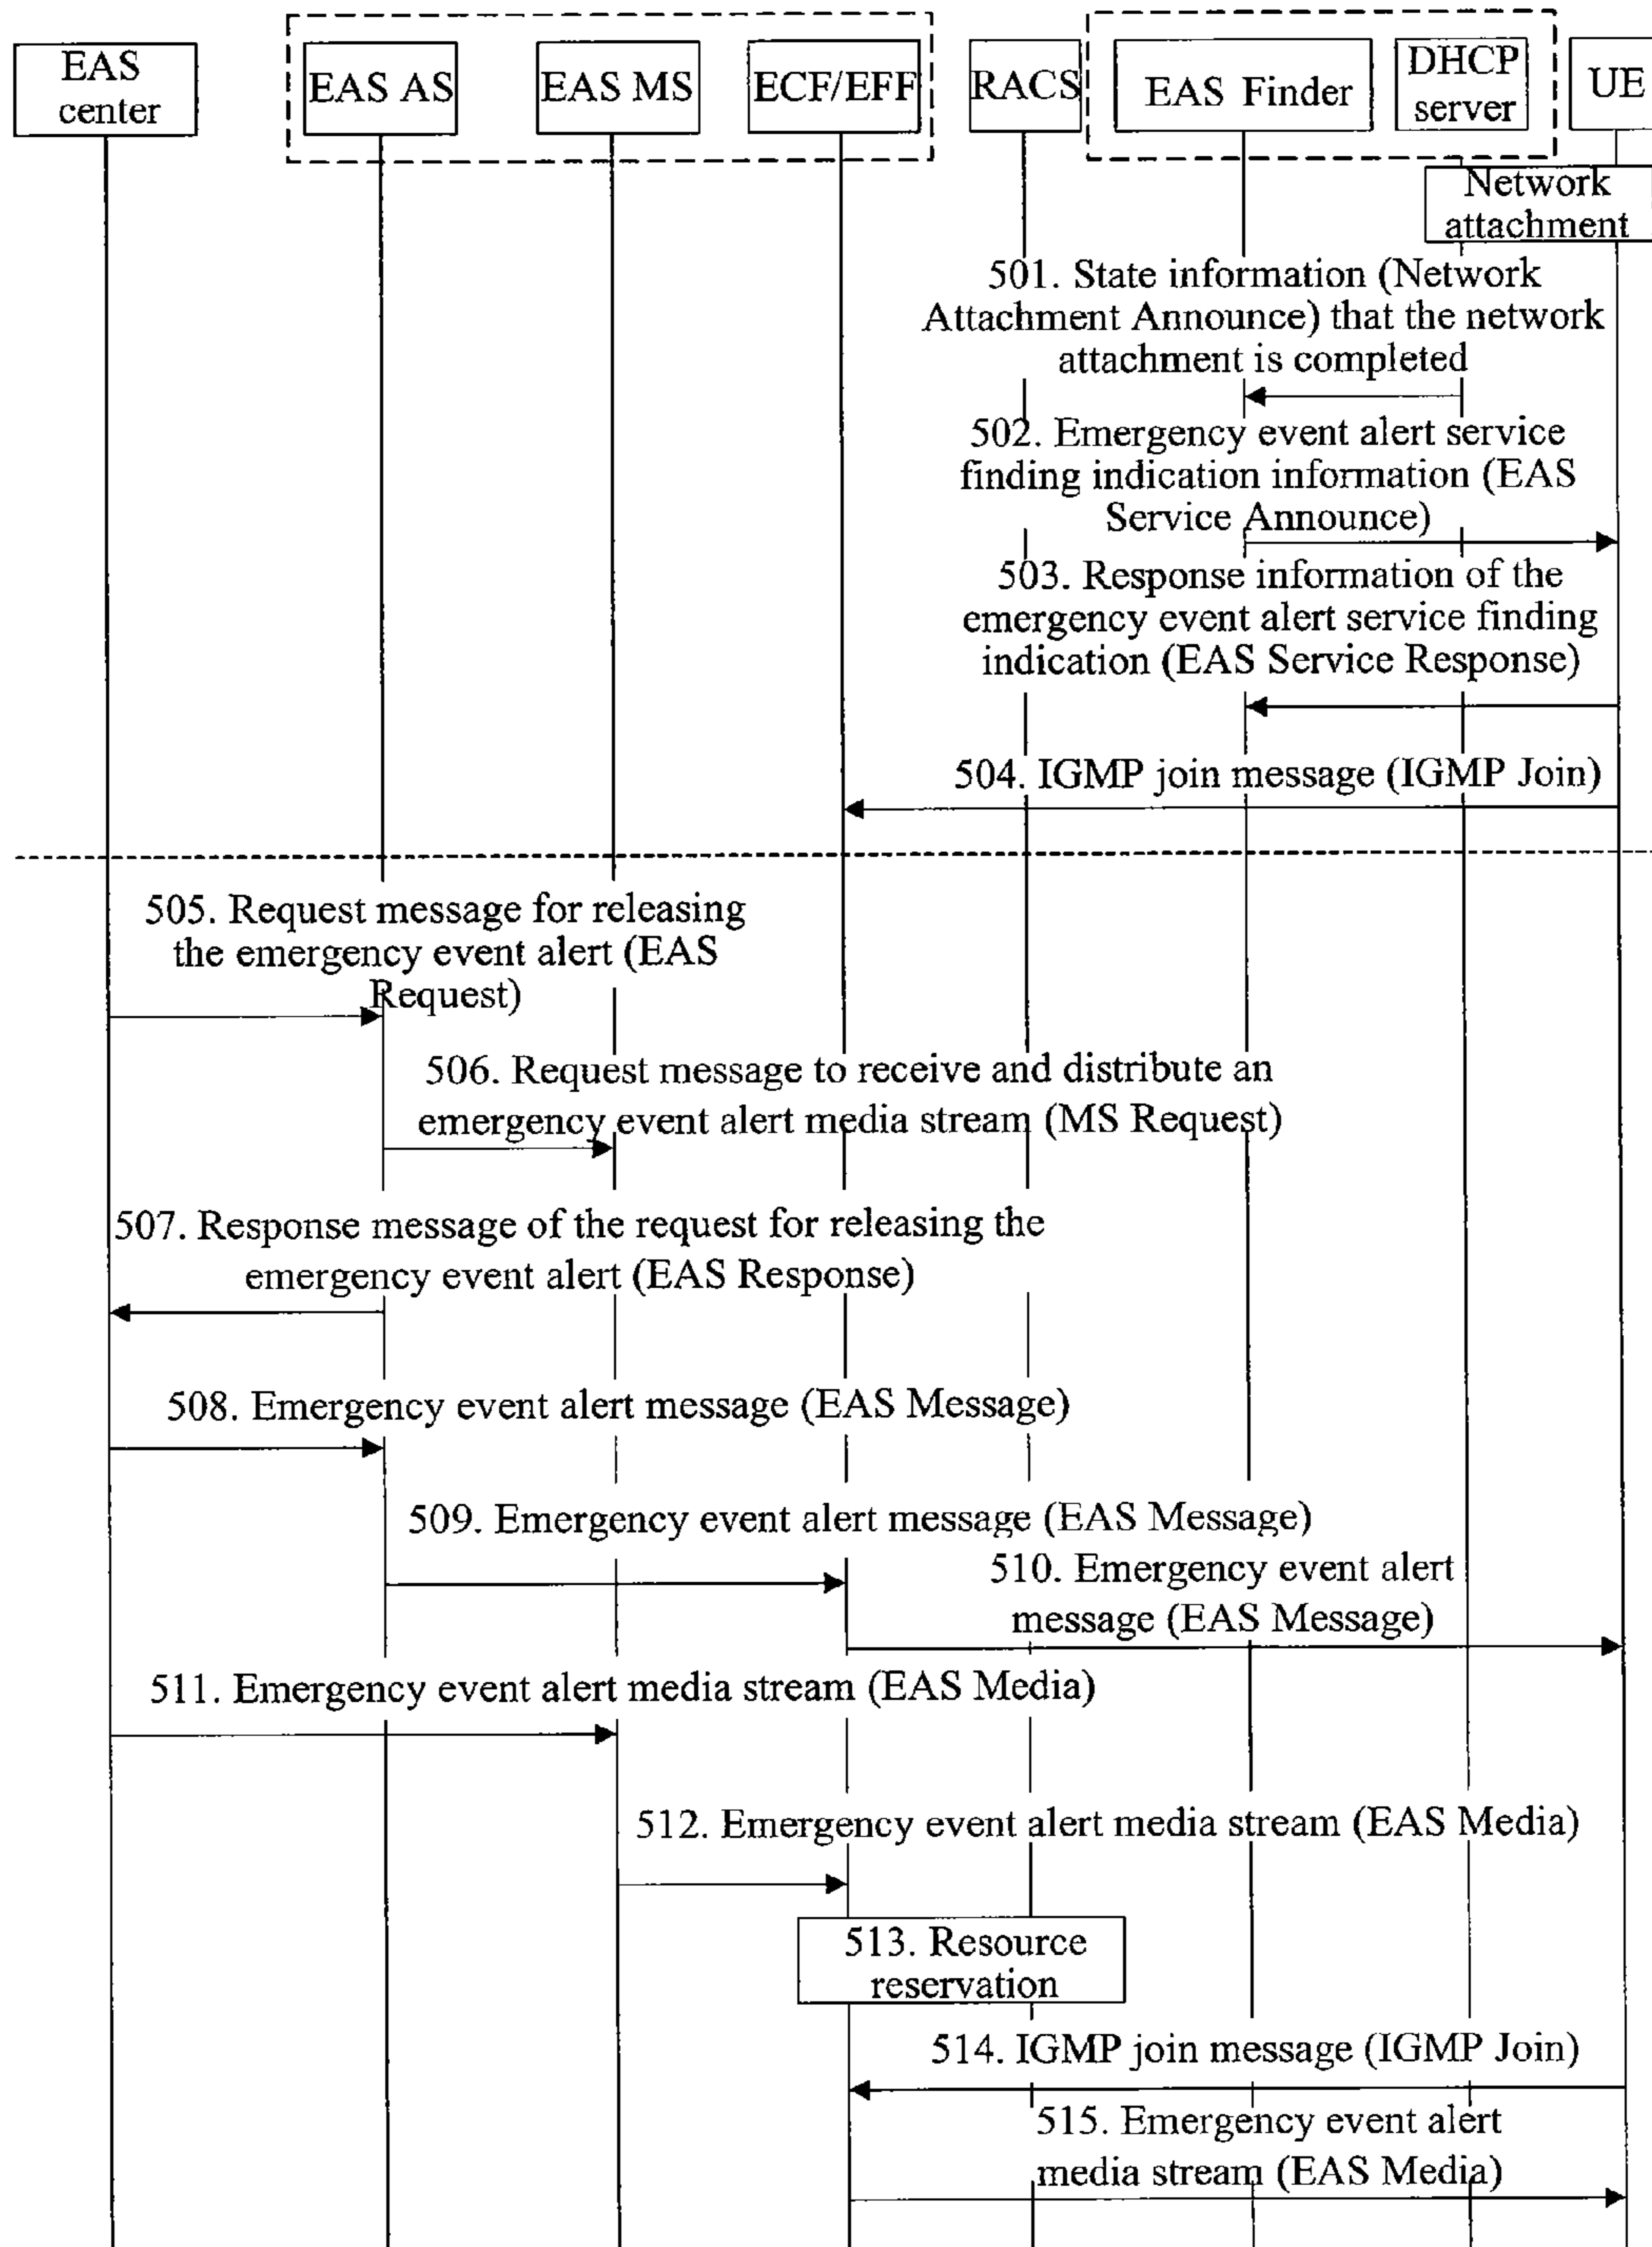 EAS
center
EAS AS
EAS MS
ECF/EFF
RACS
EAS Finder
DHCP
server
UE
Network
attachment
501. State information (Network
Attachment Announce) that the network
attachment is completed
502. Emergency event alert service
finding indication information (EAS
Service Announce)
503. Response information of the
emergency event alert service finding
indication (EAS Service Response)
504. IGMP join message (IGMP Join)
505. Request message for releasing
the emergency event alert (EAS
Request)
506. Request message to receive and distribute an
emergency event alert media stream (MS Request)
507. Response message of the request for releasing the
emergency event alert (EAS Response)
508. Emergency event alert message (EAS Message)
509. Emergency event alert message (EAS Message)
510. Emergency event alert
message (EAS Message)
511. Emergency event alert media stream (EAS Media)
512. Emergency event alert media stream (EAS Media)
513. Resource
reservation
514. IGMP join message (IGMP Join)
515. Emergency event alert
media stream (EAS Media)